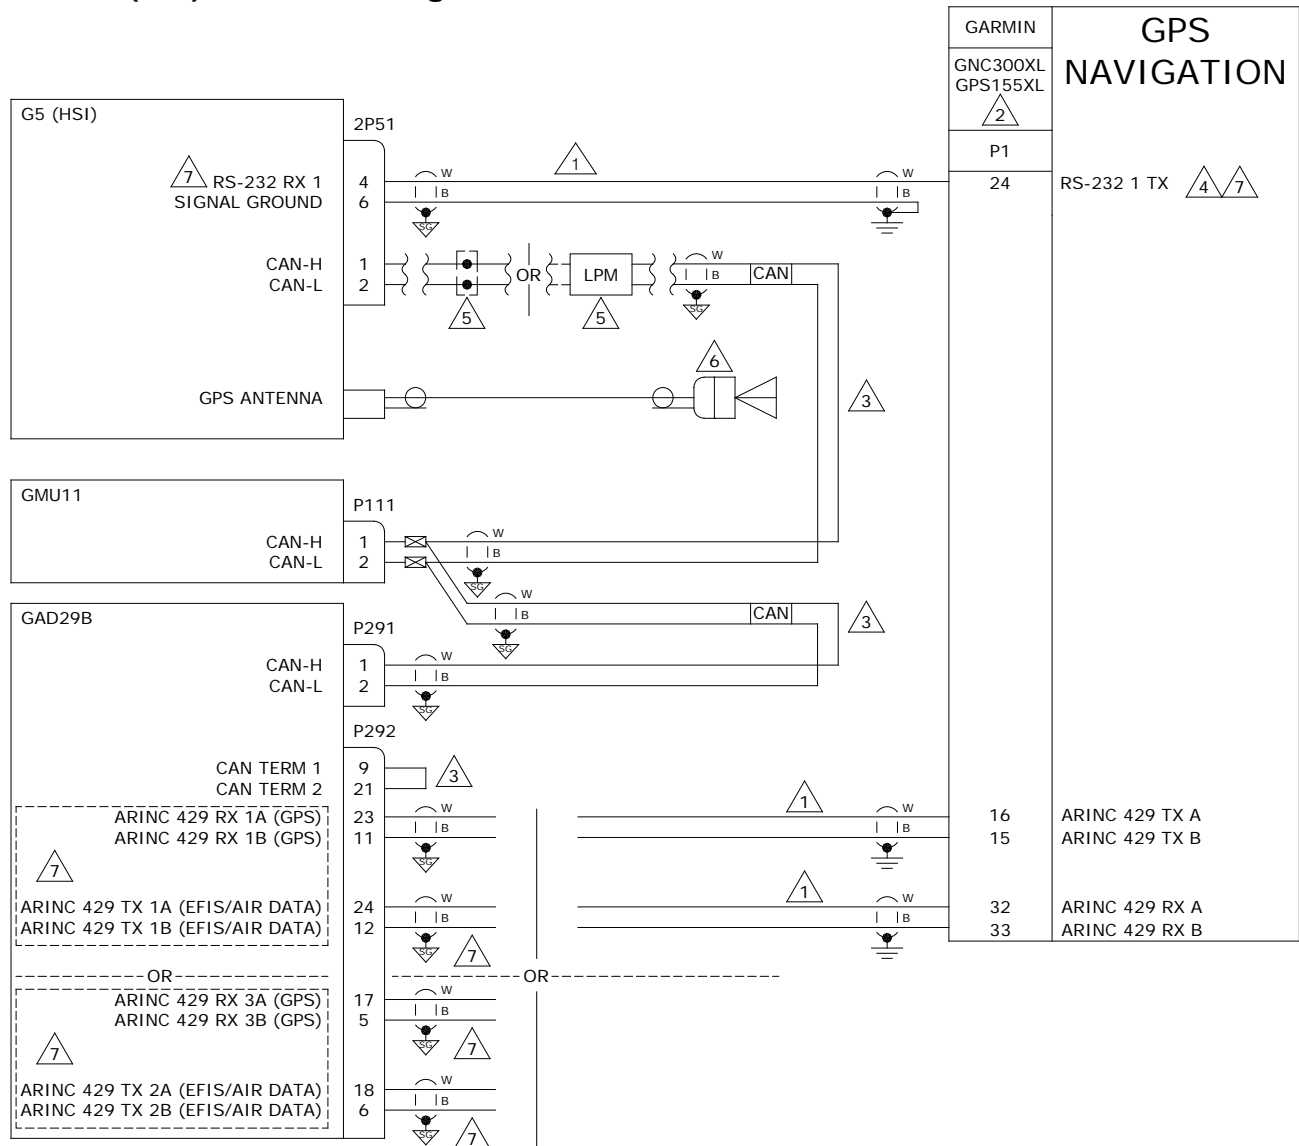 GARMIN
GPS
NAVIGATION
GNC300XL
GPS155XL
2
P1
24 RS-232 1 TX 4 7
G5 (HSI)
2P51
1
7 RS-232 RX 1 4 W B W B
SIGNAL GROUND 6
SG
CAN-H 1
CAN-L 2
OR LPM W B CAN
5 5 SG
6
GPS ANTENNA
3
GMU11
P111
CAN-H 1 W
CAN-L 2 B
SG
GAD29B
W
B CAN 3
SG
P291
CAN-H 1 W
CAN-L 2 B
SG
P292
CAN TERM 1 9 3
CAN TERM 2 21
ARINC 429 RX 1A (GPS) 23 W 1 W 16 ARINC 429 TX A
ARINC 429 RX 1B (GPS) 11 B B 15 ARINC 429 TX B
7 SG
ARINC 429 TX 1A (EFIS/AIR DATA) 24 W 1 W 32 ARINC 429 RX A
ARINC 429 TX 1B (EFIS/AIR DATA) 12 B B 33 ARINC 429 RX B
SG 7
OR OR
ARINC 429 RX 3A (GPS) 17 W
ARINC 429 RX 3B (GPS) 5 B
7 SG 7
ARINC 429 TX 2A (EFIS/AIR DATA) 18 W
ARINC 429 TX 2B (EFIS/AIR DATA) 6 B
SG 7